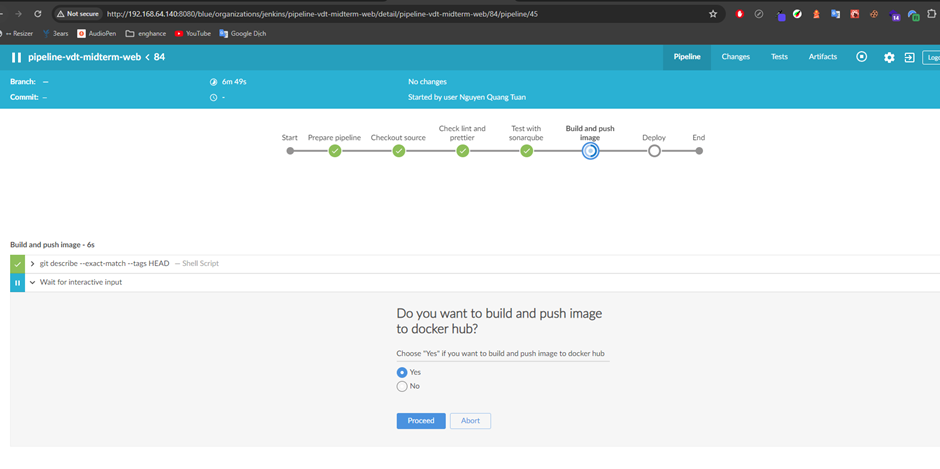 Not secure http://192.168.64.140:8080/blue/organizations/jenkins/pipeline-vdt-midterm-web/detail/pipeline-vdt-midterm-web/84/pipeline/45
Resizer 3ears AudioPen enghance YouTube Google Dịch
pipeline-vdt-midterm-web < 84 Pipeline Changes Tests Artifacts
Branch: — 6m 49s No changes
Commit: — - Started by user Nguyen Quang Tuan
Start Prepare pipeline Checkout source Check lint and prettier Test with sonarqube Build and push image Deploy End
Build and push image - 6s
git describe --exact-match --tags HEAD — Shell Script
Wait for interactive input
Do you want to build and push image
to docker hub?
Choose "Yes" if you want to build and push image to docker hub
Yes
No
Proceed Abort